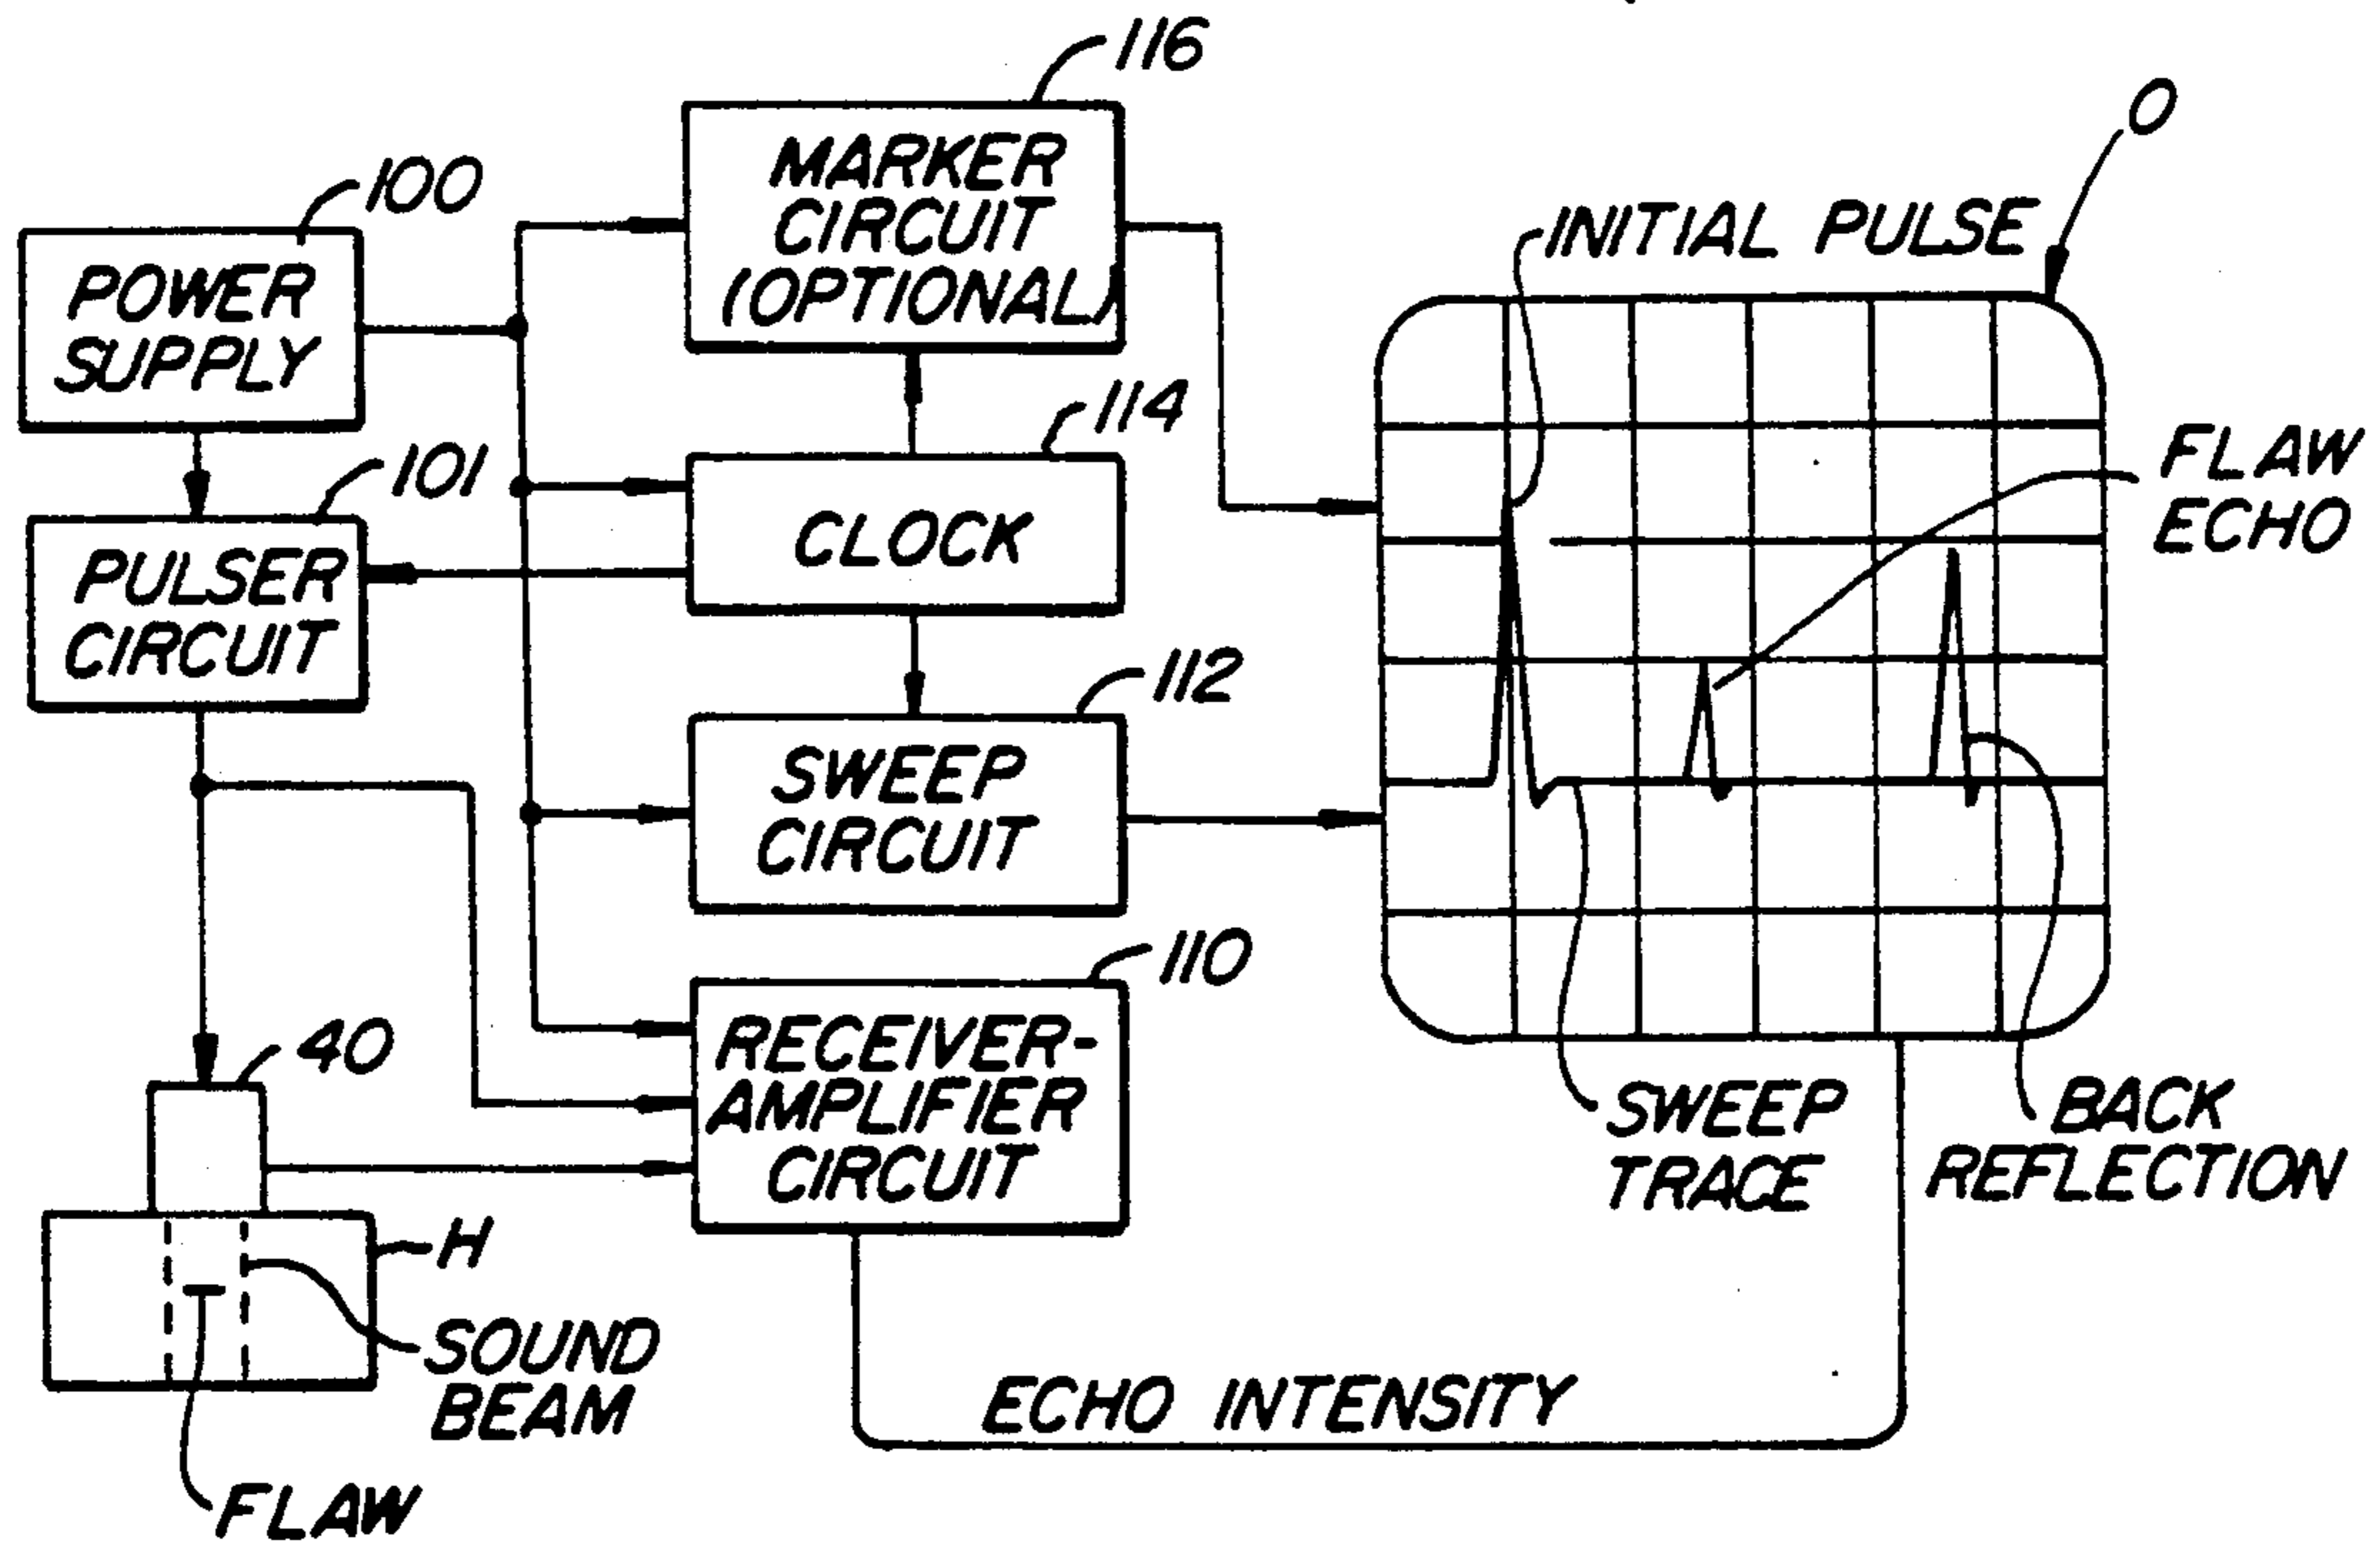 116
MARKER
CIRCUIT
(OPTIONAL)
100
POWER
SUPPLY
O
INITIAL PULSE
114
CLOCK
101
PULSER
CIRCUIT
FLAW
ECHO
112
SWEEP
CIRCUIT
110
RECEIVER-
AMPLIFIER
CIRCUIT
40
H
SOUND
BEAM
FLAW
SWEEP
TRACE
BACK
REFLECTION
ECHO INTENSITY